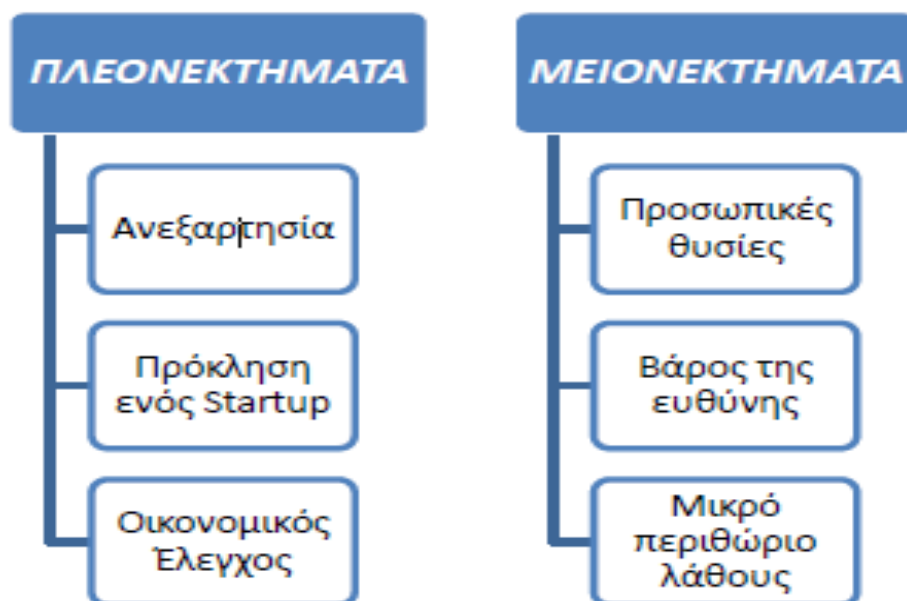 ΠΛΕΟΝΕΚΤΗΜΑΤΑ
Ανεξαρτησία
Πρόκληση
ενός Startup
Οικονομικός
Έλεγχος
ΜΕΙΟΝΕΚΤΗΜΑΤΑ
Προσωπικές
θυσίες
Βάρος της
ευθύνης
Μικρό
περιθώριο
λάθους